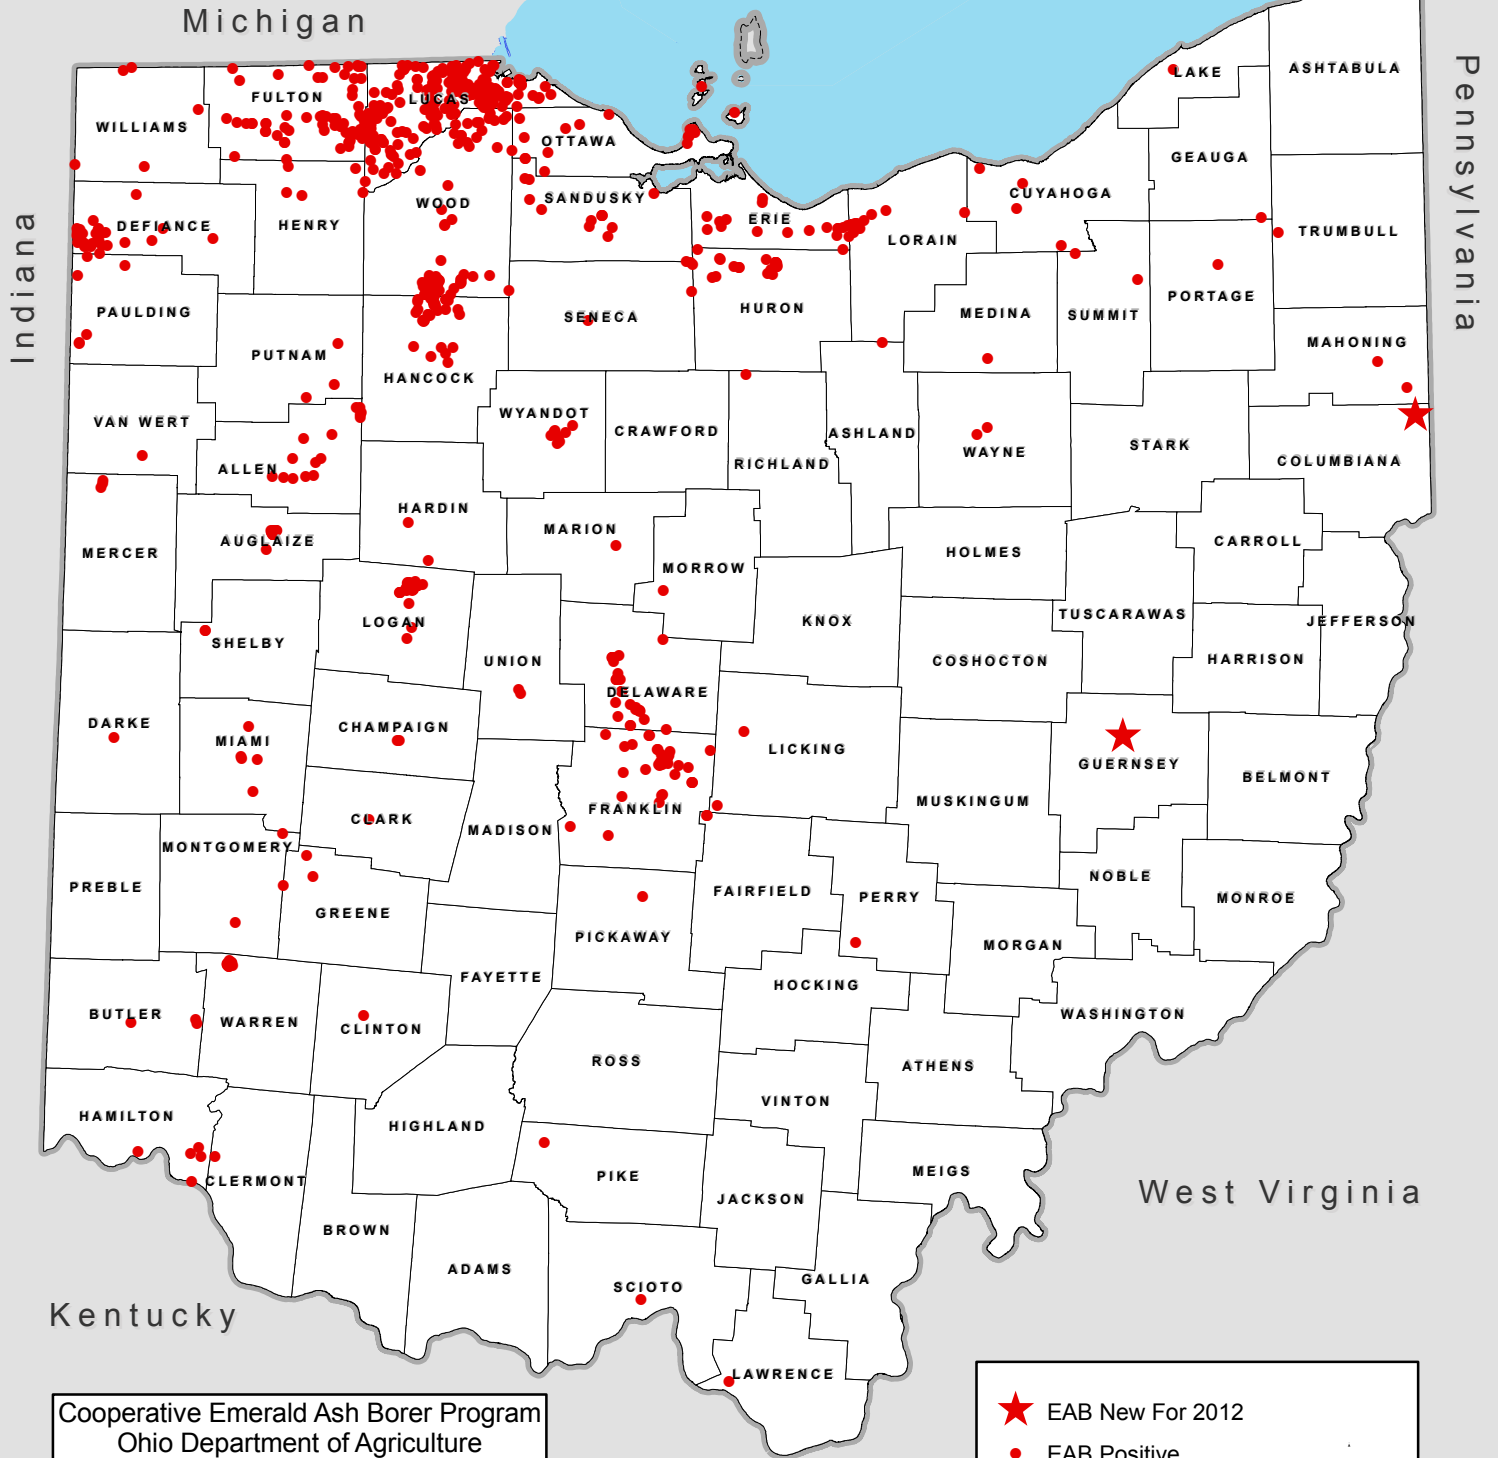 Michigan
Pennsylvania
Indiana
LAKE
ASHTABULA
FULTON
LUCAS
WILLIAMS
OTTAWA
GEAUGA
CUYAHOGA
WOOD
SANDUSKY
ERIE
DEFIANCE
HENRY
LORAIN
TRUMBULL
PAULDING
SENECA
HURON
MEDINA
SUMMIT
PORTAGE
MAHONING
PUTNAM
HANCOCK
VAN WERT
WYANDOT
CRAWFORD
RICHLAND
ASHLAND
WAYNE
STARK
COLUMBIANA
ALLEN
HARDIN
MARION
MERCER
AUGLAIZE
MORROW
HOLMES
CARROLL
TUSCARAWAS
JEFFERSON
LOGAN
KNOX
SHELBY
UNION
COSHOCTON
HARRISON
DELAWARE
DARKE
MIAMI
CHAMPAIGN
LICKING
GUERNSEY
BELMONT
MUSKINGUM
FRANKLIN
CLARK
MADISON
MONTGOMERY
PREBLE
GREENE
FAIRFIELD
PERRY
NOBLE
MONROE
PICKAWAY
MORGAN
FAYETTE
HOCKING
BUTLER
WARREN
CLINTON
WASHINGTON
ROSS
ATHENS
HAMILTON
HIGHLAND
VINTON
CLERMONT
PIKE
JACKSON
MEIGS
West Virginia
BROWN
ADAMS
SCIOTO
GALLIA
Kentucky
LAWRENCE
Cooperative Emerald Ash Borer Program
Ohio Department of Agriculture
EAB New For 2012
EAB Positive